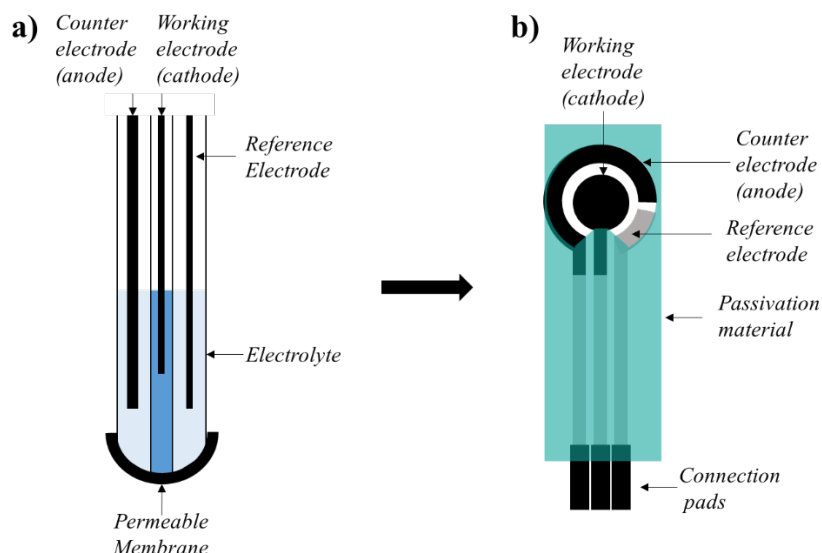 a)
Counter
electrode
(anode)
Working
electrode
(cathode)
Reference
Electrode
Electrolyte
Permeable
Membrane
b)
Working
electrode
(cathode)
Counter
electrode
(anode)
Reference
electrode
Passivation
material
Connection
pads